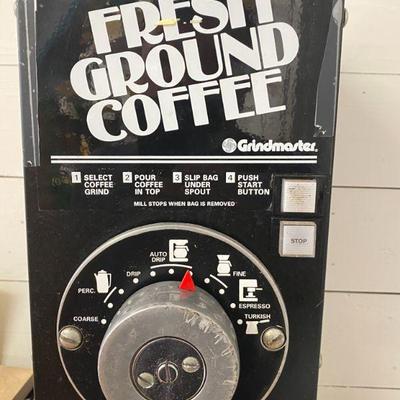 FRESH
GROUND
COFFEE
Grindmaster
1 SELECT COFFEE GRIND
2 POUR COFFEE IN TOP
3 SLIP BAG UNDER SPOUT
4 PUSH START BUTTON
MILL STOPS WHEN BAG IS REMOVED
STOP
COARSE
PERC.
DRIP
AUTO DRIP
FINE
ESPRESSO
TURKISH